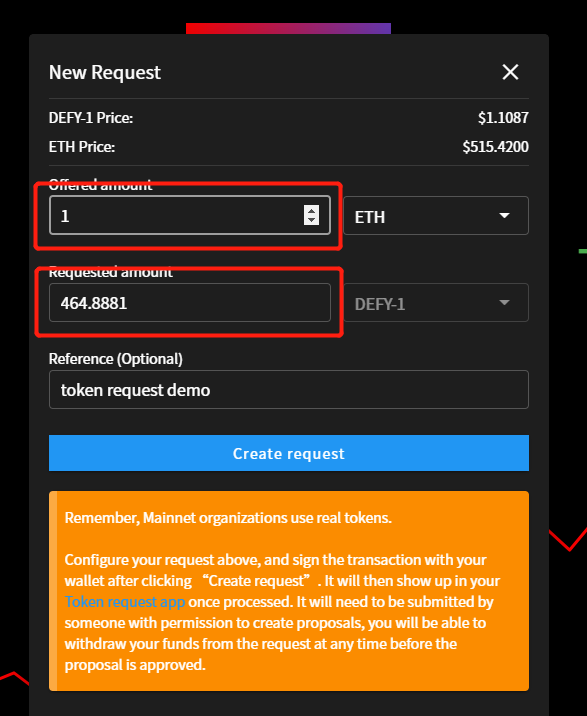 New Request
DEFY-1 Price: $1.1087
ETH Price: $515.4200
Offered amount
1 ETH
Requested amount
464.8881 DEFY-1
Reference (Optional)
token request demo
Create request
Remember, Mainnet organizations use real tokens.
Configure your request above, and sign the transaction with your
wallet after clicking “Create request”. It will then show up in your
Token request app once processed. It will need to be submitted by
someone with permission to create proposals, you will be able to
withdraw your funds from the request at any time before the
proposal is approved.